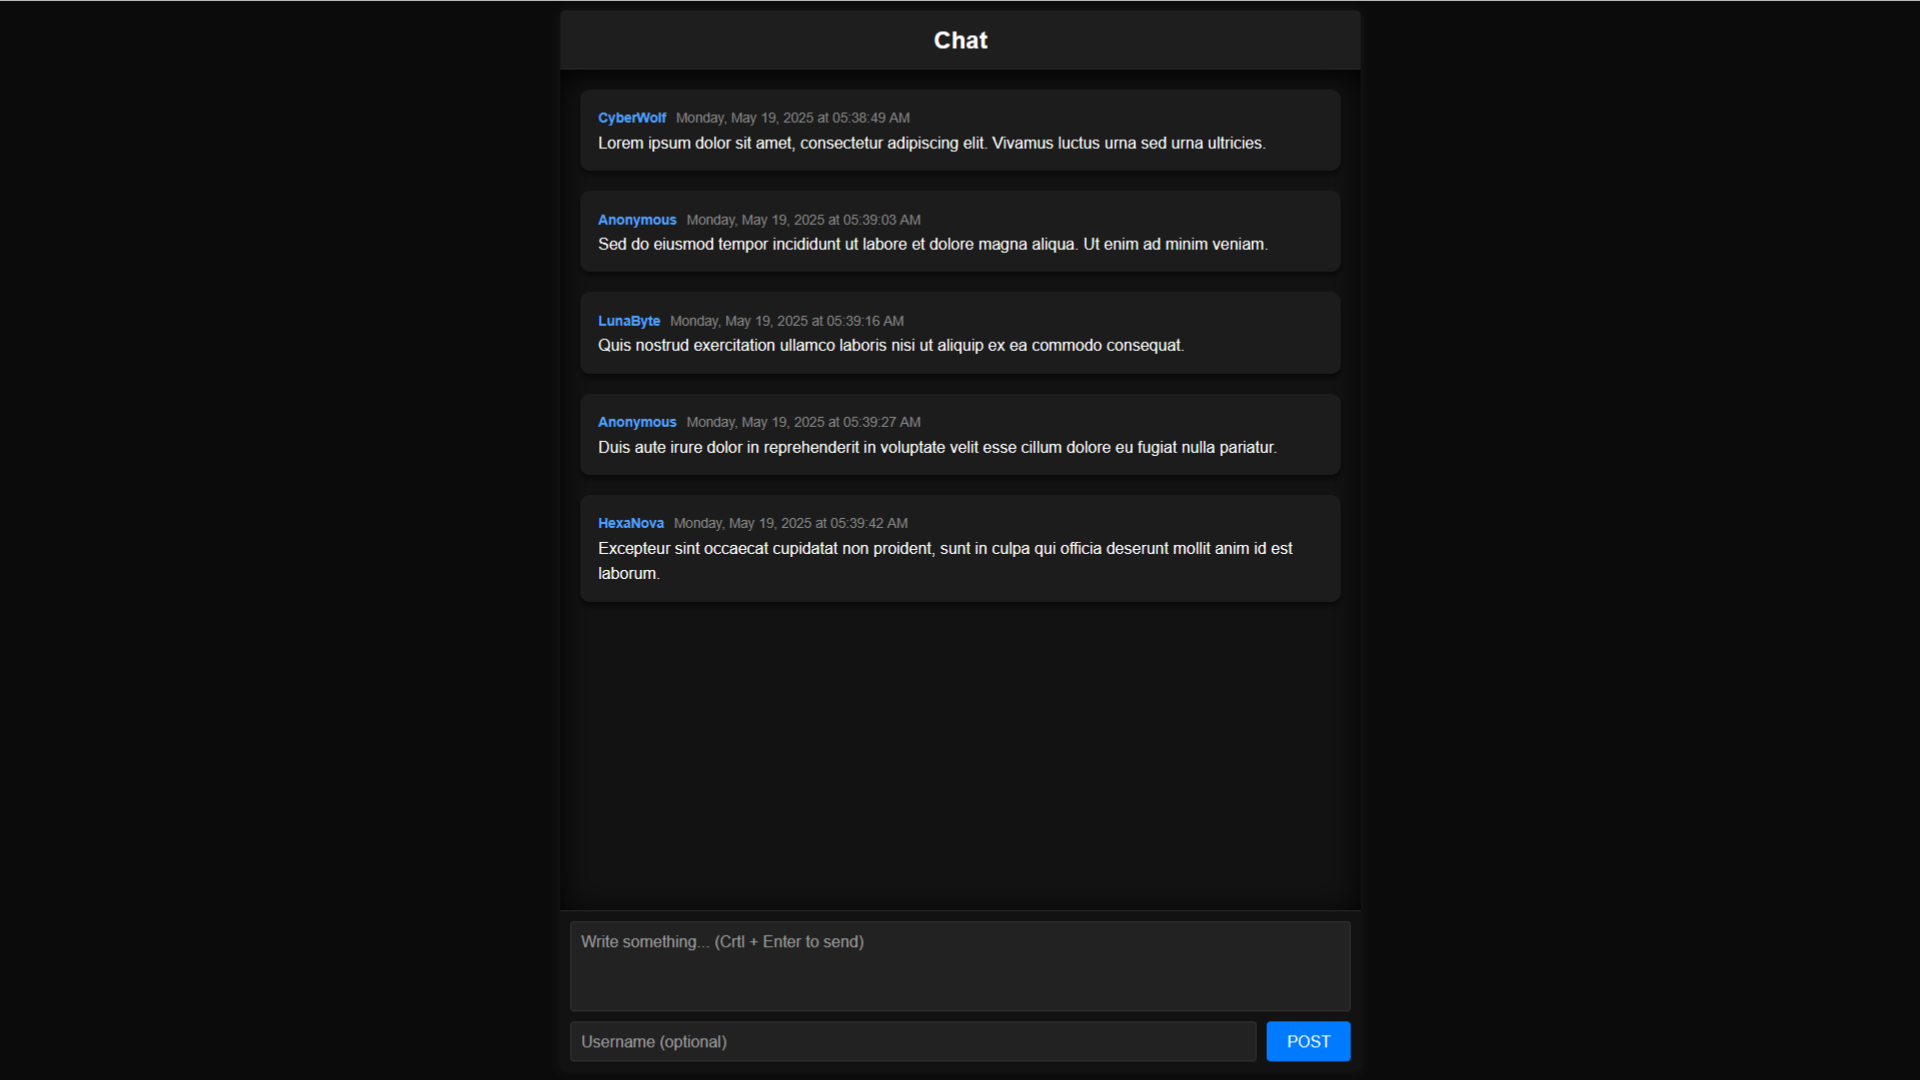 Chat
CyberWolf Monday, May 19, 2025 at 05:38:49 AM
Lorem ipsum dolor sit amet, consectetur adipiscing elit. Vivamus luctus urna sed urna ultricies.
Anonymous Monday, May 19, 2025 at 05:39:03 AM
Sed do eiusmod tempor incididunt ut labore et dolore magna aliqua. Ut enim ad minim veniam.
LunaByte Monday, May 19, 2025 at 05:39:16 AM
Quis nostrud exercitation ullamco laboris nisi ut aliquip ex ea commodo consequat.
Anonymous Monday, May 19, 2025 at 05:39:27 AM
Duis aute irure dolor in reprehenderit in voluptate velit esse cillum dolore eu fugiat nulla pariatur.
HexaNova Monday, May 19, 2025 at 05:39:42 AM
Excepteur sint occaecat cupidatat non proident, sunt in culpa qui officia deserunt mollit anim id est
laborum.
Write something... (Crtl + Enter to send)
Username (optional)
POST